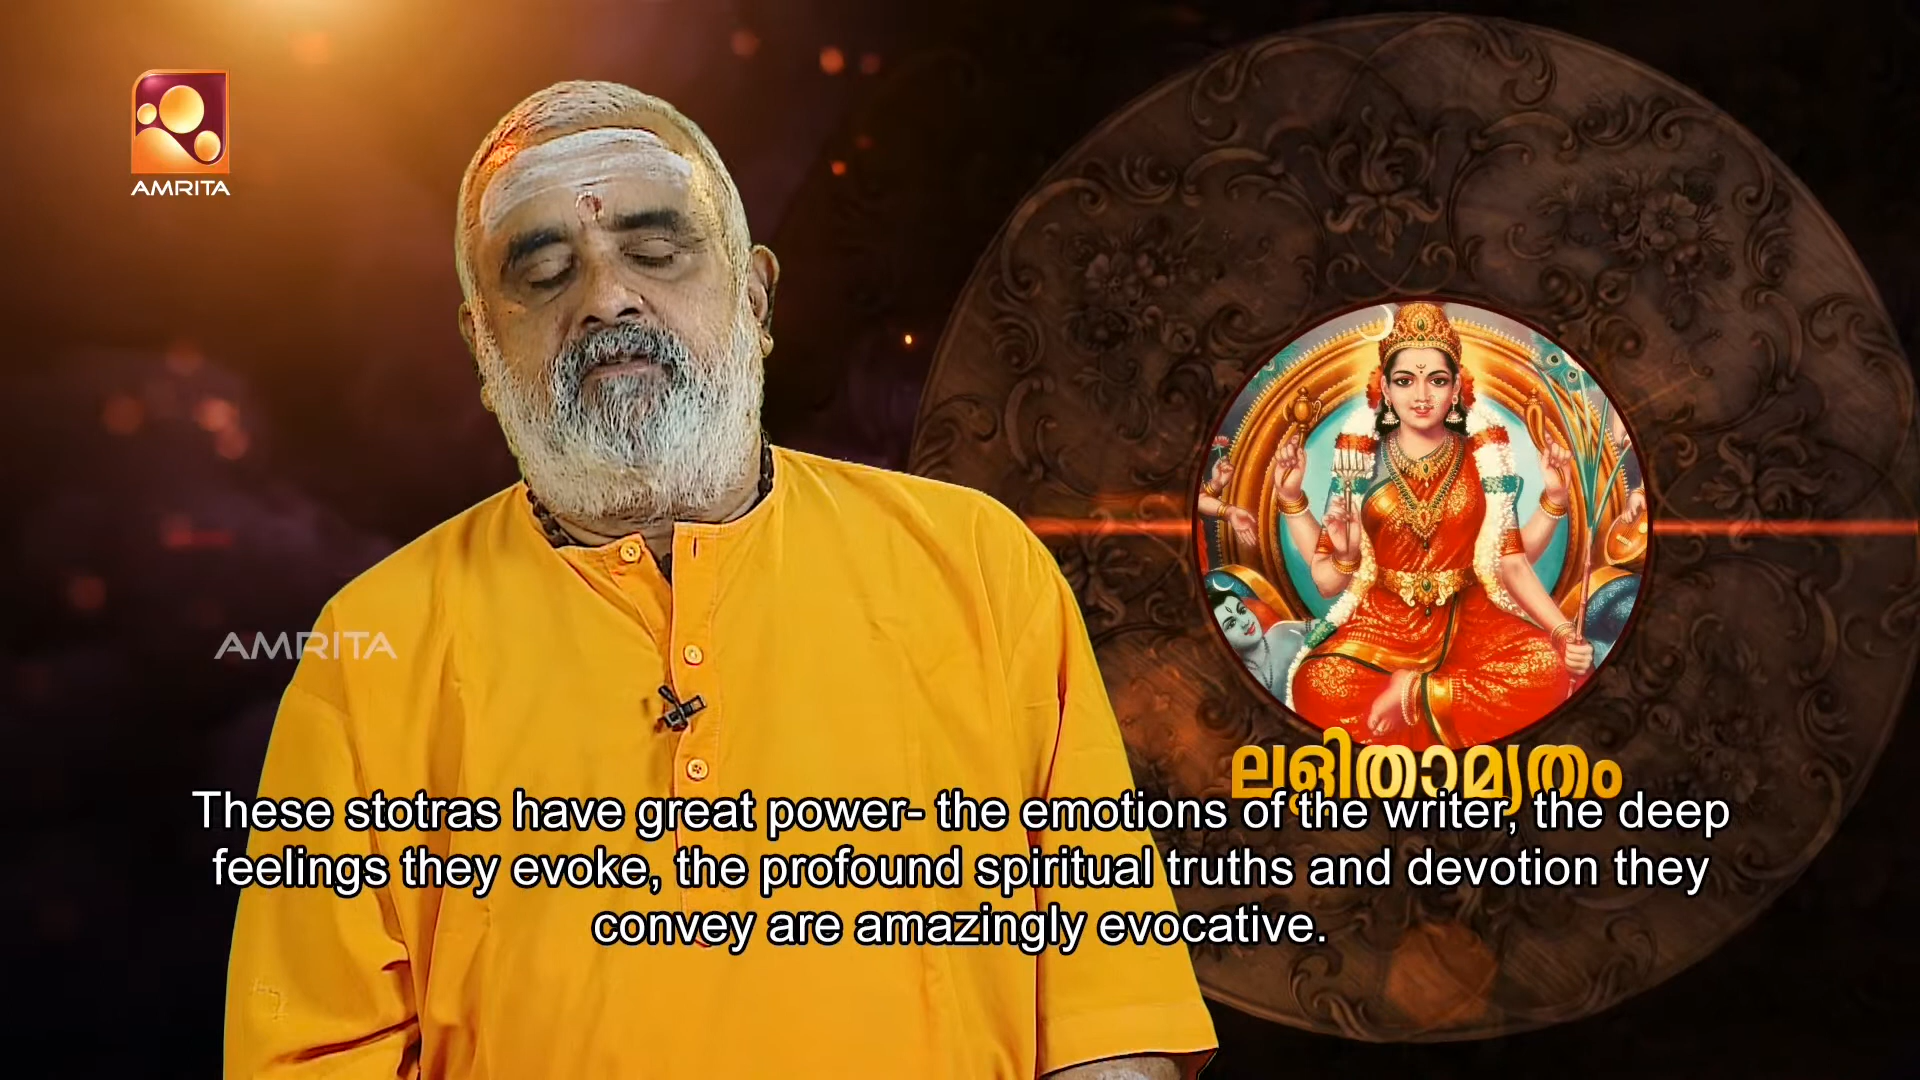 AMRITA
AMRITA
ലളിതാമൃതം
These stotras have great power- the emotions of the writer, the deep
feelings they evoke, the profound spiritual truths and devotion they
convey are amazingly evocative.